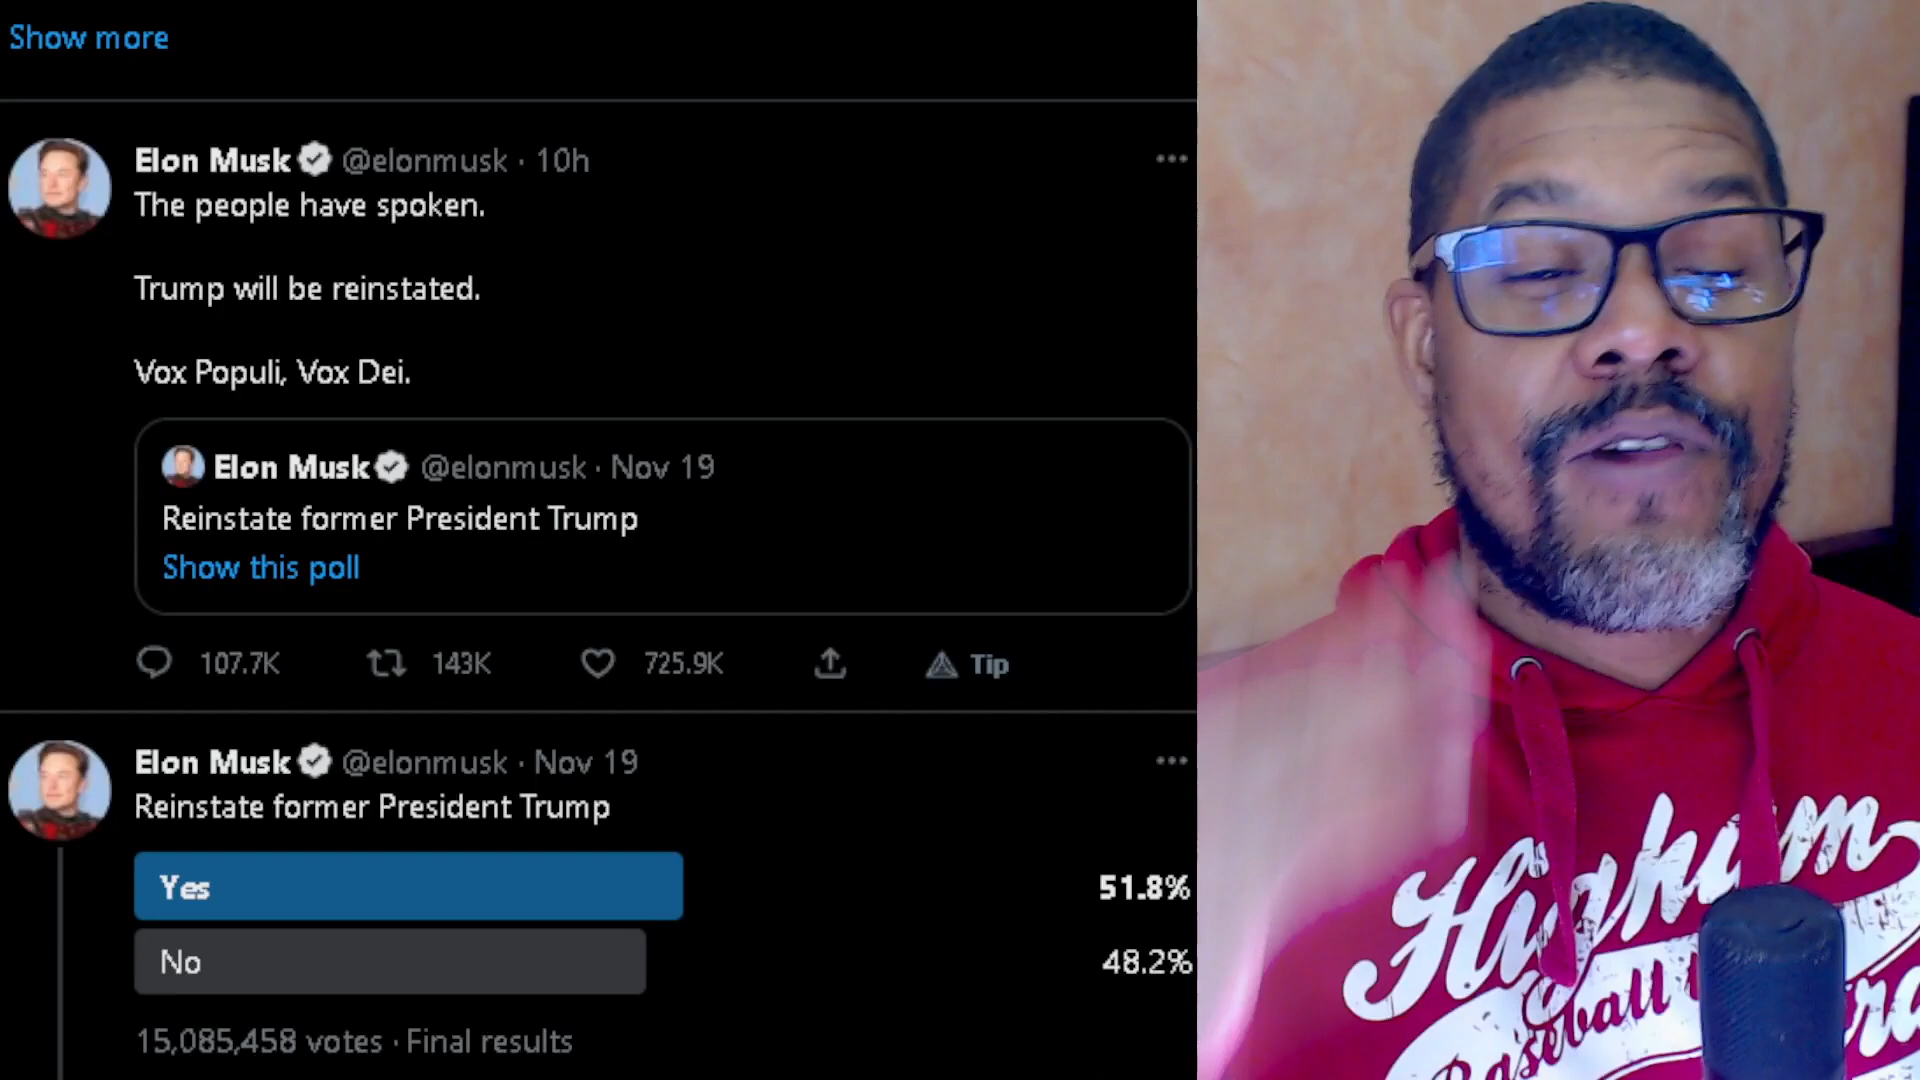 Show more
Elon Musk @elonmusk · 10h
The people have spoken.
Trump will be reinstated.
Vox Populi, Vox Dei.
Elon Musk @elonmusk · Nov 19
Reinstate former President Trump
Show this poll
107.7K 143K 725.9K Tip
Elon Musk @elonmusk · Nov 19
Reinstate former President Trump
Yes 51.8%
No 48.2%
15,085,458 votes · Final results
Baseball